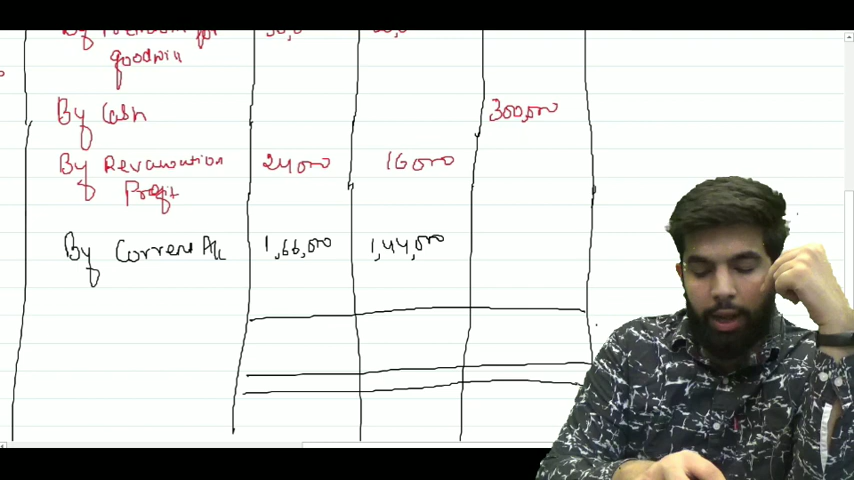 goodwill
By Cash 300,000
By Revaluation 24000 16000
Profit
By Current A/c 1,66,000 1,44,000